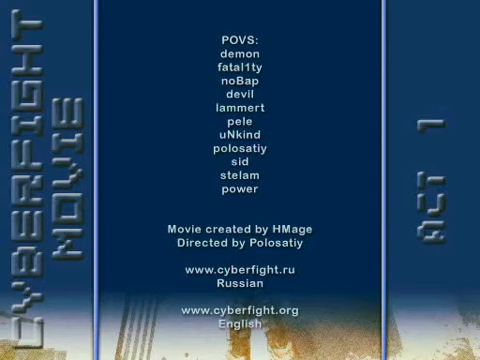 CYBERFIGHT
MOVIE
POVS:
demon
fatal1ty
noBap
devil
lammert
pele
uNkind
polosatiy
sid
stelam
power
Movie created by HMage
Directed by Polosatiy
www.cyberfight.ru
Russian
www.cyberfight.org
English
ACT 1